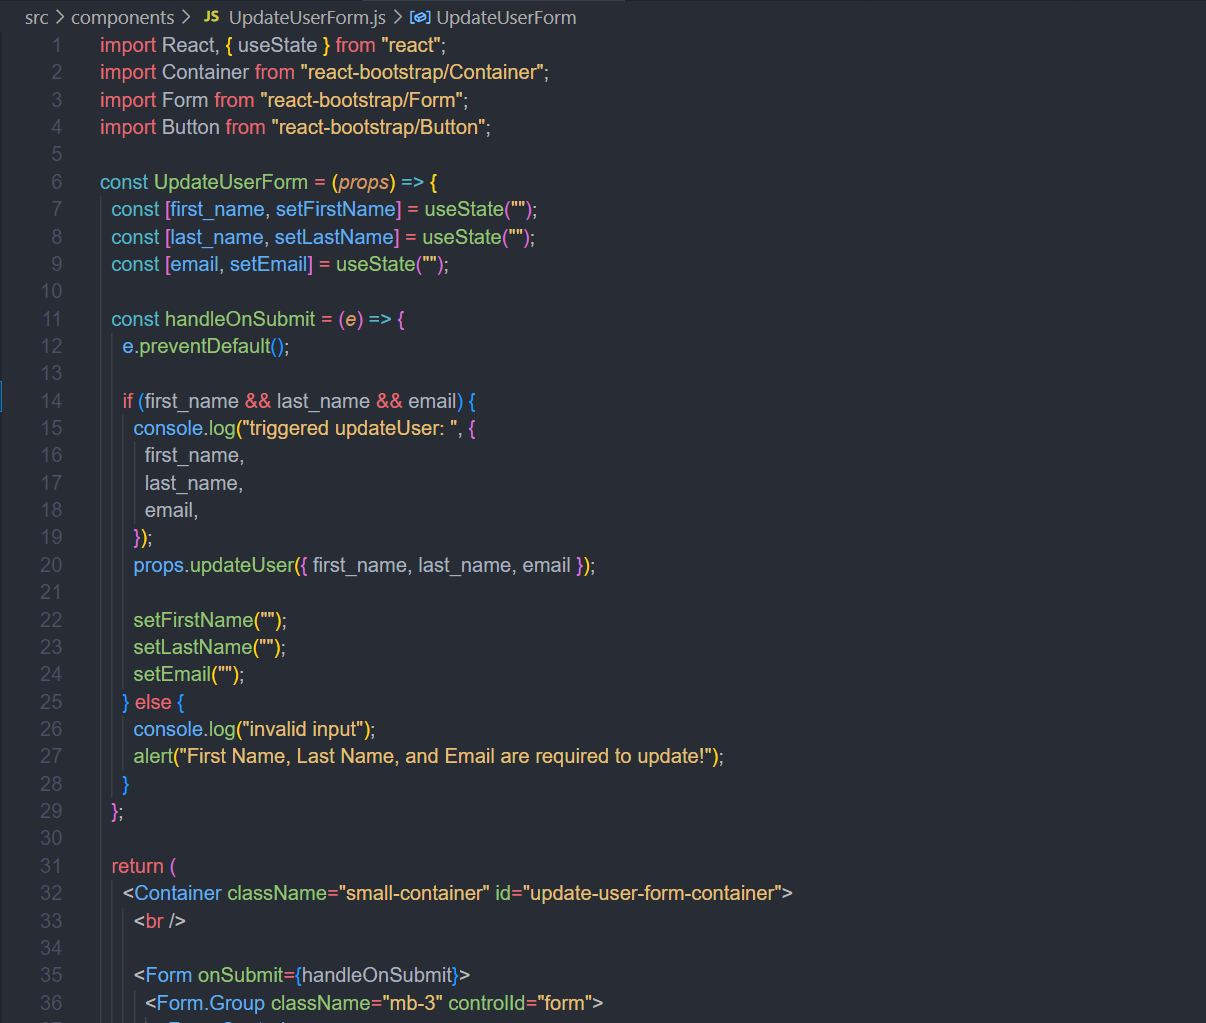 src > components > JS UpdateUserForm.js > UpdateUserForm
1 import React, { useState } from "react";
2 import Container from "react-bootstrap/Container";
3 import Form from "react-bootstrap/Form";
4 import Button from "react-bootstrap/Button";
5
6 const UpdateUserForm = (props) => {
7 const [first_name, setFirstName] = useState("");
8 const [last_name, setLastName] = useState("");
9 const [email, setEmail] = useState("");
10
11 const handleOnSubmit = (e) => {
12 e.preventDefault();
13
14 if (first_name && last_name && email) {
15 console.log("triggered updateUser: ", {
16 first_name,
17 last_name,
18 email,
19 });
20 props.updateUser({ first_name, last_name, email });
21
22 setFirstName("");
23 setLastName("");
24 setEmail("");
25 } else {
26 console.log("invalid input");
27 alert("First Name, Last Name, and Email are required to update!");
28 }
29 };
30
31 return (
32 <Container className="small-container" id="update-user-form-container">
33 <br />
34
35 <Form onSubmit={handleOnSubmit}>
36 <Form.Group className="mb-3" controlId="form">